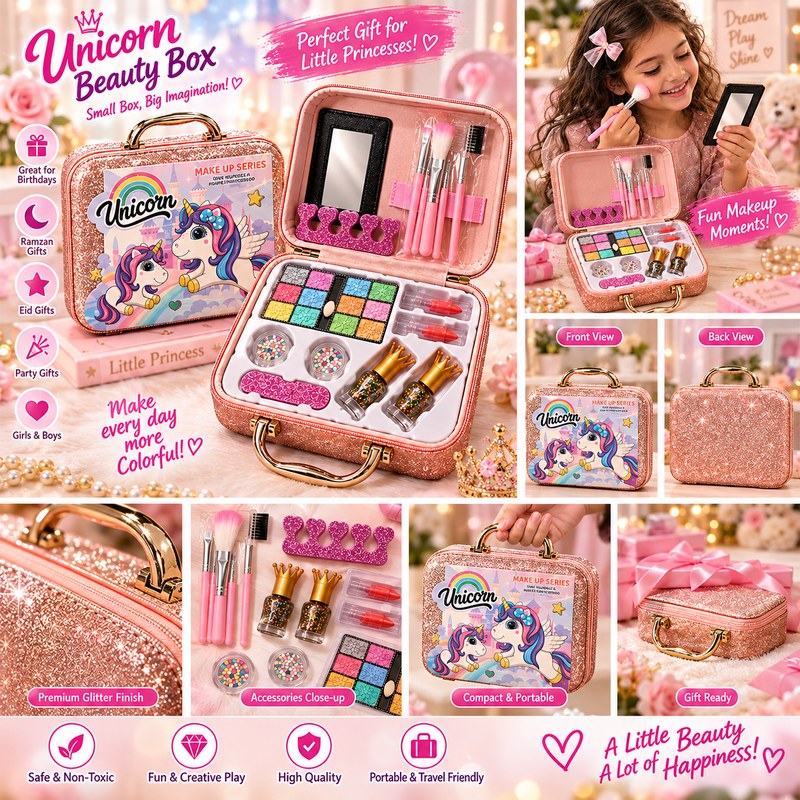 Unicorn
Beauty Box
Small Box, Big Imagination!
Perfect Gift for
Little Princesses!
Dream
Play
Shine
Great for
Birthdays
Ramzan
Gifts
Eid Gifts
Party Gifts
Girls & Boys
MAKE UP SERIES
Unicorn
Little Princess
Make
every day
more
Colorful!
Fun Makeup
Moments!
Front View
Back View
MAKE UP SERIES
Unicorn
MAKE UP SERIES
Unicorn
Premium Glitter Finish
Accessories Close-up
Compact & Portable
Gift Ready
Safe & Non-Toxic
Fun & Creative Play
High Quality
Portable & Travel Friendly
A Little Beauty
A Lot of Happiness!